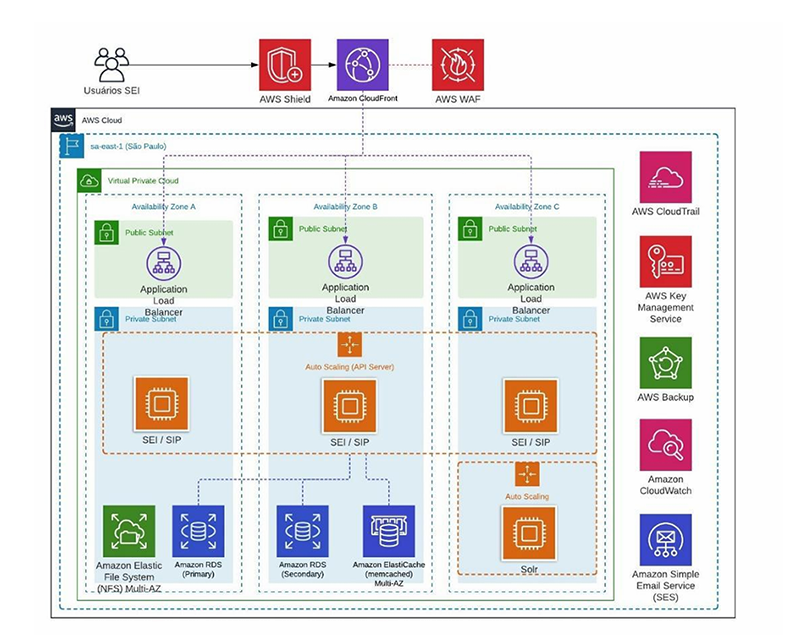 Usuários SEI
AWS Shield
Amazon CloudFront
AWS WAF
aws
AWS Cloud
sa-east-1 (São Paulo)
Virtual Private Cloud
Availability Zone A
Availability Zone B
Availability Zone C
Public Subnet
Public Subnet
Public Subnet
Application
Load
Balancer
Application
Load
Balancer
Application
Load
Balancer
Private Subnet
Private Subnet
Private Subnet
Auto Scaling (API Server)
SEI / SIP
SEI / SIP
SEI / SIP
Auto Scaling
Solr
Amazon Elastic
File System
(NFS) Multi-AZ
Amazon RDS
(Primary)
Amazon RDS
(Secondary)
Amazon ElastiCache
(memcached)
Multi-AZ
AWS CloudTrail
AWS Key
Management
Service
AWS Backup
Amazon
CloudWatch
Amazon Simple
Email Service
(SES)